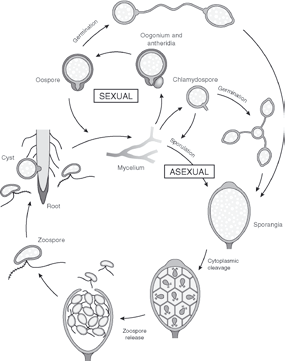 Germination
Oogonium and
antheridia
Oospore
SEXUAL
Chlamydospore
Germination
Cyst
Mycelium
Sporulation
ASEXUAL
Root
Sporangia
Zoospore
Cytoplasmic
cleavage
Zoospore
release